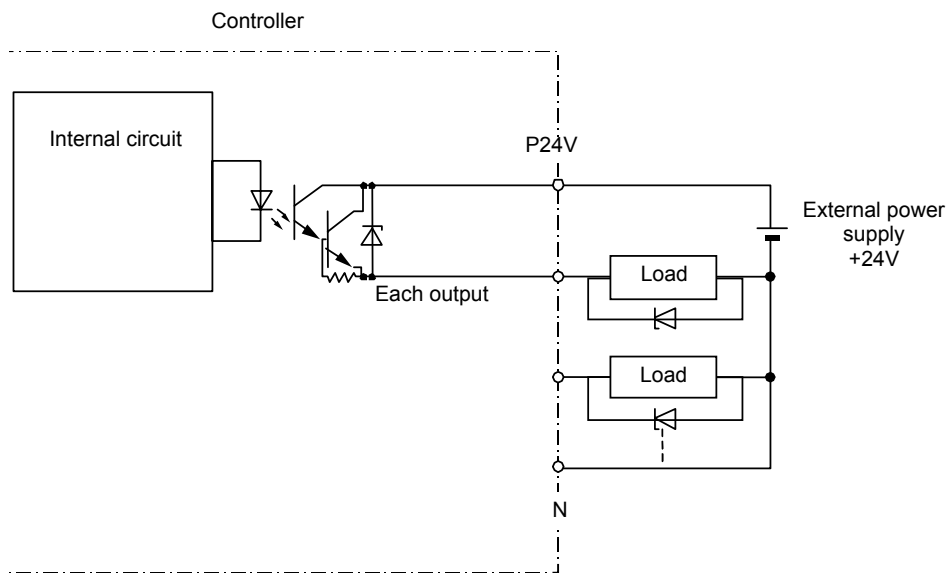 Controller
Internal circuit
P24V
External power
supply
+24V
Load
Each output
Load
N